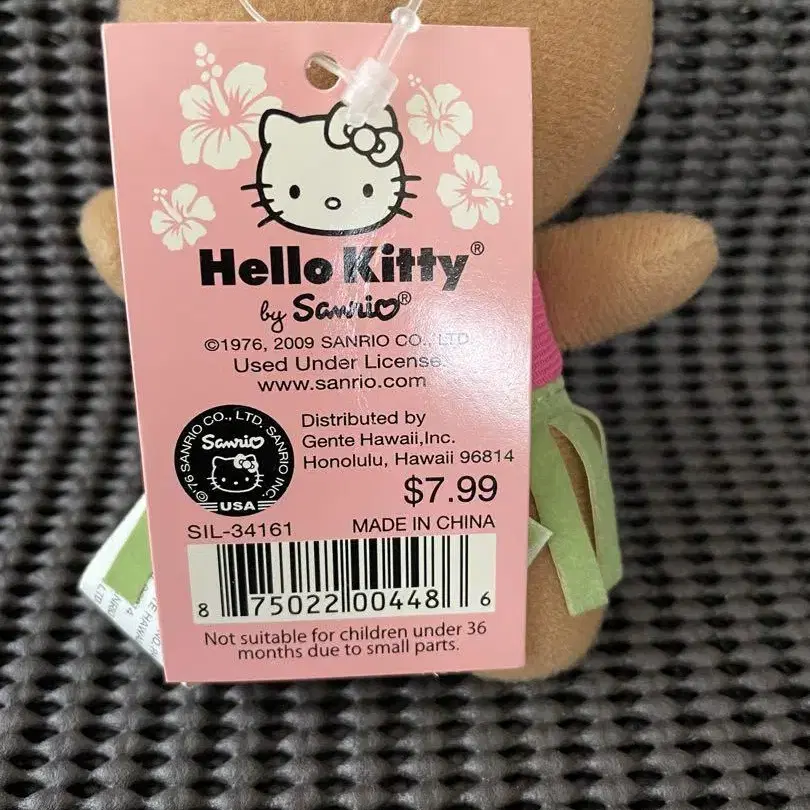 Hello Kitty®
by Sanrio®
©1976, 2009 SANRIO CO., LTD
Used Under License.
www.sanrio.com
©'76 SANRIO CO., LTD. SANRIO INC.
Sanrio
USA
Distributed by
Gente Hawaii,Inc.
Honolulu, Hawaii 96814
$7.99
SIL-34161
MADE IN CHINA
8 75022 00448 6
Not suitable for children under 36
months due to small parts.